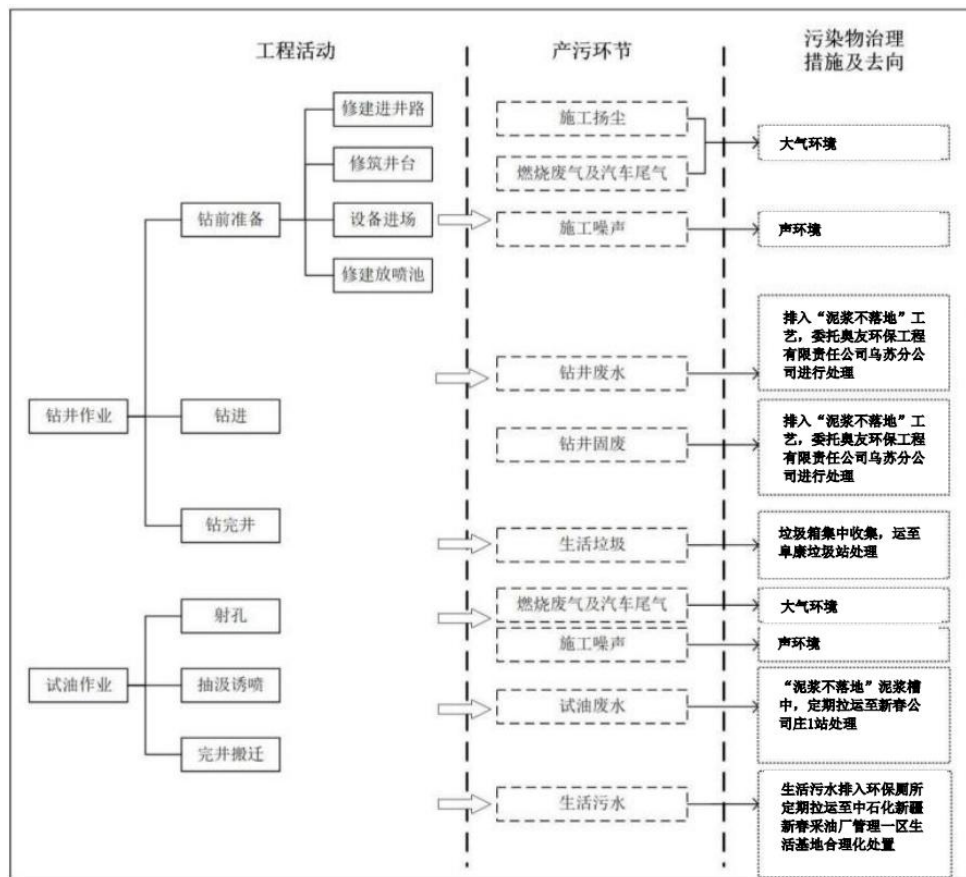 工程活动
产污环节
污染物治理
措施及去向
修建进井路
修筑井台
设备进场
修建放喷池
钻前准备
钻井作业
钻进
钻完井
射孔
试油作业
抽汲诱喷
完井搬迁
施工扬尘
燃烧废气及汽车尾气
施工噪声
钻井废水
钻井固废
生活垃圾
燃烧废气及汽车尾气
施工噪声
试油废水
生活污水
大气环境
声环境
排入“泥浆不落地”工
艺，委托奥友环保工程
有限责任公司乌苏分公
司进行处理
排入“泥浆不落地”工
艺，委托奥友环保工程
有限责任公司乌苏分公
司进行处理
垃圾箱集中收集，运至
阜康垃圾站处理
大气环境
声环境
“泥浆不落地”泥浆槽
中，定期拉运至新春公
司庄1站处理
生活污水排入环保厕所
定期拉运至中石化新疆
新春采油厂管理一区生
活基地合理化处置